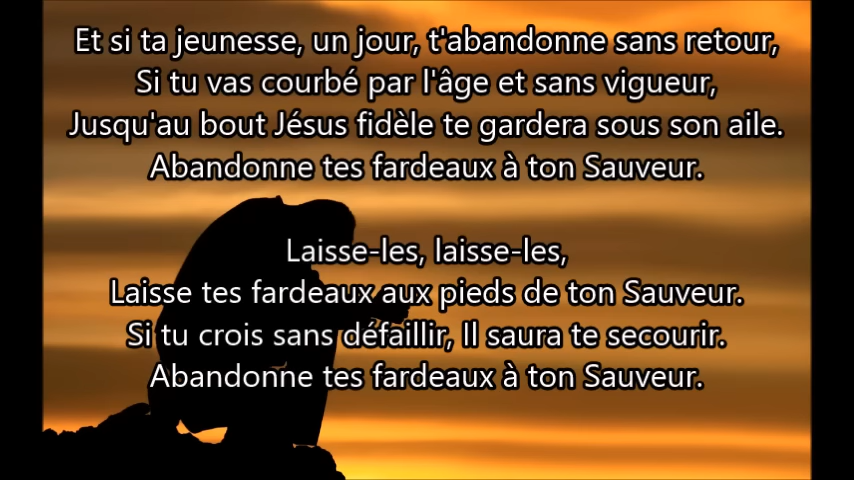 Et si ta jeunesse, un jour, t'abandonne sans retour,
Si tu vas courbé par l'âge et sans vigueur,
Jusqu'au bout Jésus fidèle te gardera sous son aile.
Abandonne tes fardeaux à ton Sauveur.
Laisse-les, laisse-les,
Laisse tes fardeaux aux pieds de ton Sauveur.
Si tu crois sans défaillir, Il saura te secourir.
Abandonne tes fardeaux à ton Sauveur.